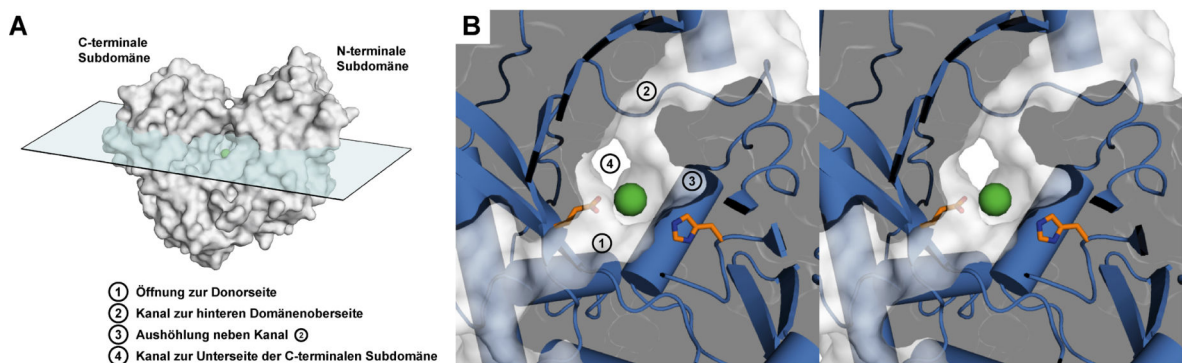 A
C-terminale
Subdomäne
N-terminale
Subdomäne
① Öffnung zur Donorseite
② Kanal zur hinteren Domänenoberseite
③ Aushöhlung neben Kanal ②
④ Kanal zur Unterseite der C-terminalen Subdomäne
B
②
④
③
①